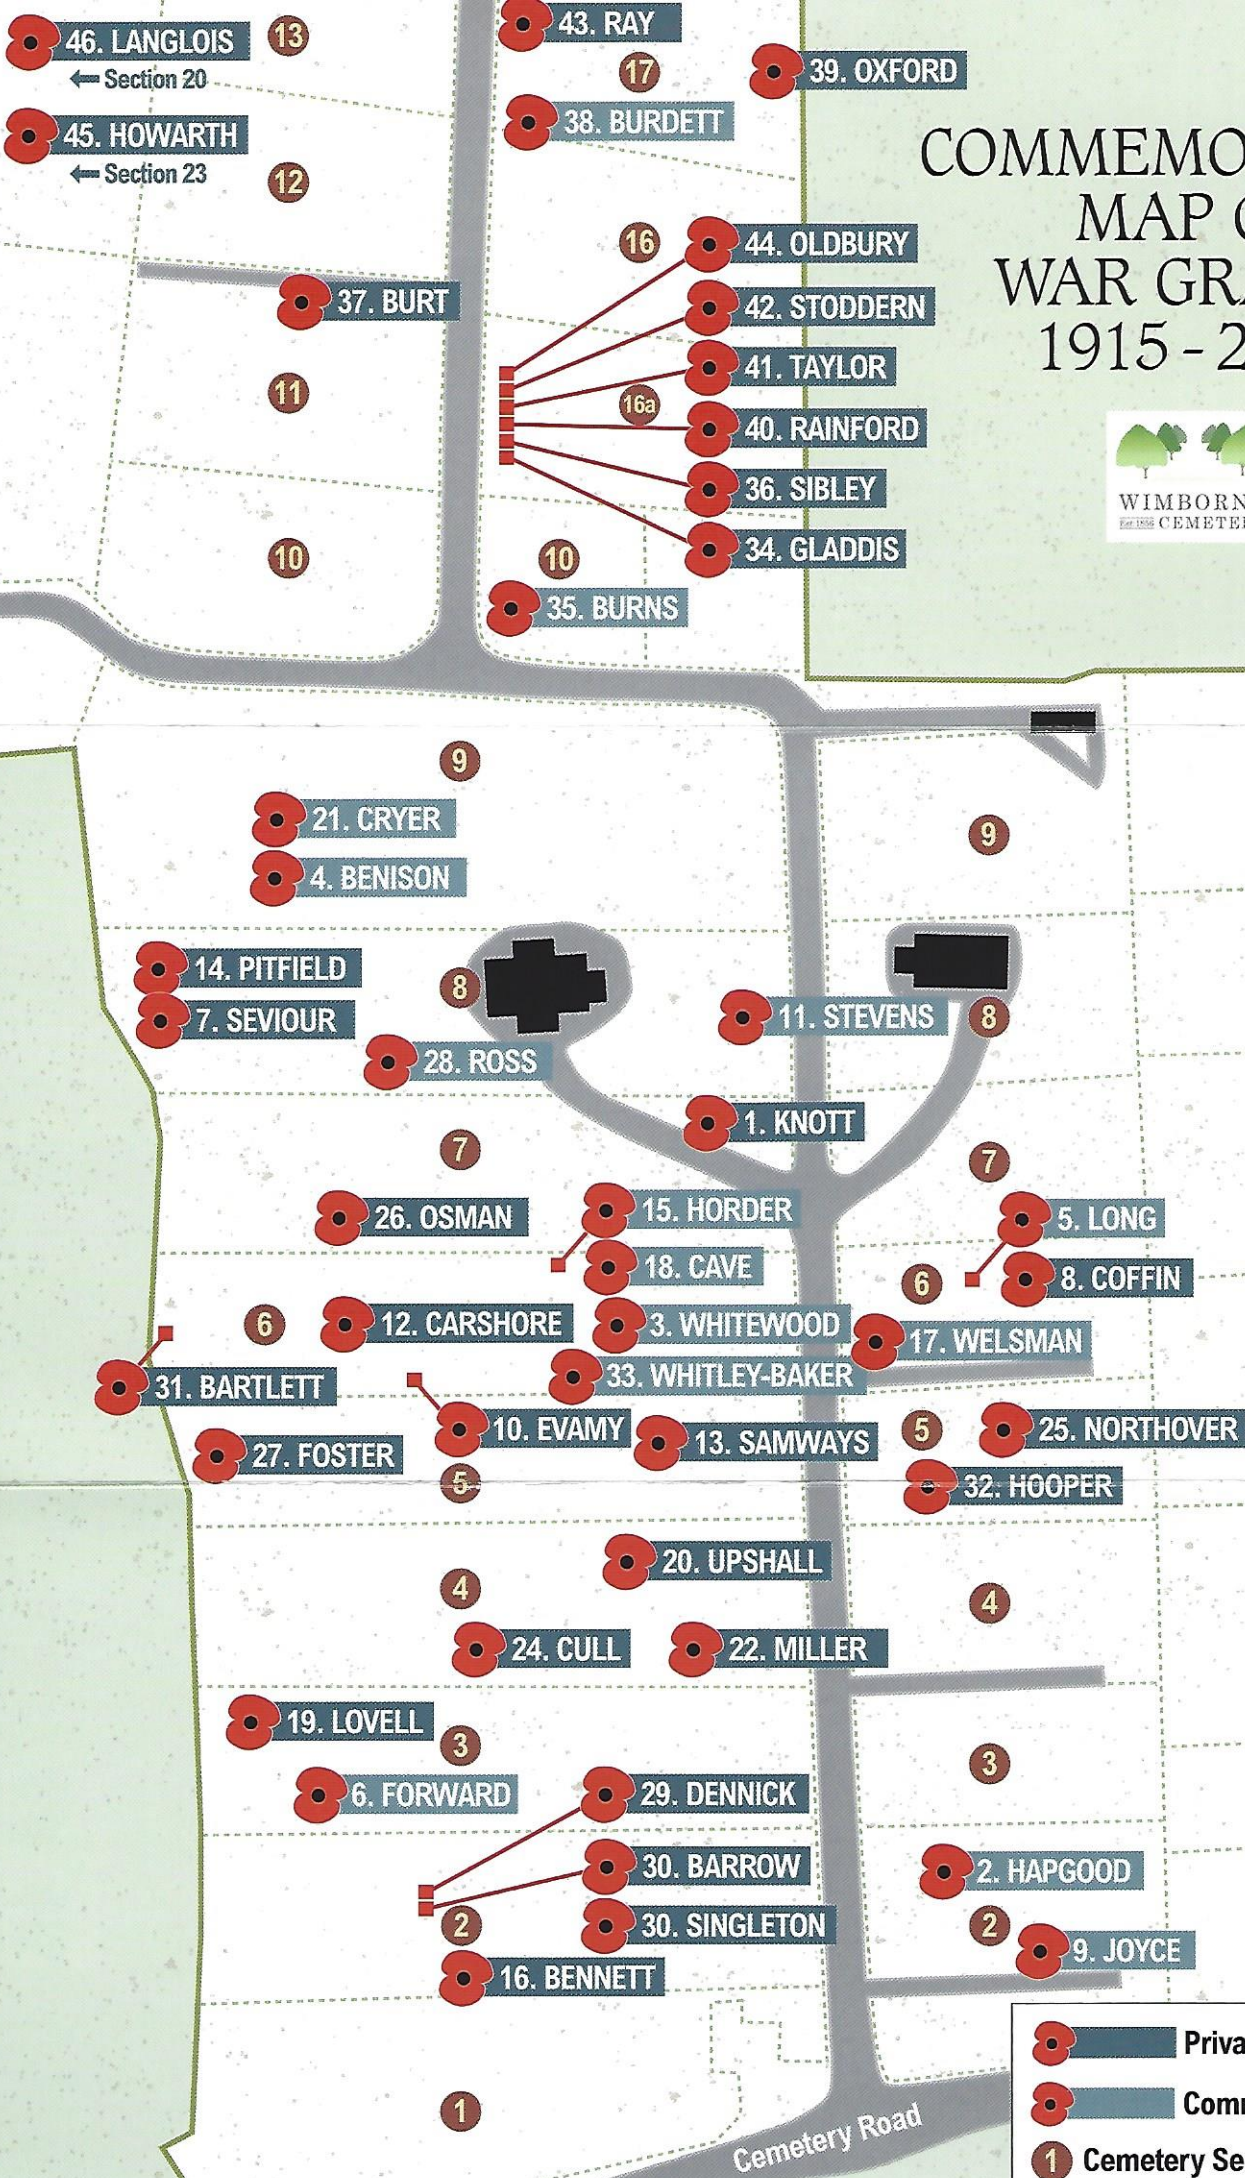 43. RAY
46. LANGLOIS
13
← Section 20
17
39. OXFORD
38. BURDETT
45. HOWARTH
← Section 23
12
COMMEMO
MAP
WAR GRA
1915 - 2
16
44. OLDBURY
37. BURT
42. STODDERN
41. TAYLOR
11
16a
40. RAINFORD
36. SIBLEY
WIMBORN
Est 1856 CEMETE
10
10
34. GLADDIS
35. BURNS
9
21. CRYER
9
4. BENISON
14. PITFIELD
8
7. SEVIOUR
11. STEVENS
8
28. ROSS
1. KNOTT
7
7
26. OSMAN
15. HORDER
5. LONG
18. CAVE
6
8. COFFIN
6
12. CARSHORE
3. WHITEWOOD
17. WELSMAN
31. BARTLETT
33. WHITLEY-BAKER
10. EVAMY
13. SAMWAYS
5
25. NORTHOVER
27. FOSTER
5
32. HOOPER
20. UPSHALL
4
4
24. CULL
22. MILLER
19. LOVELL
3
3
6. FORWARD
29. DENNICK
30. BARROW
2. HAPGOOD
2
30. SINGLETON
2
9. JOYCE
16. BENNETT
Priva
Comm
1
Cemetery Road
1 Cemetery Se